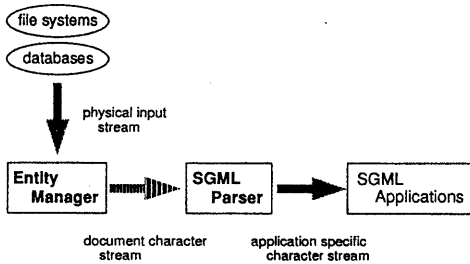 file systems
databases
physical input
stream
Entity
Manager
SGML
Parser
SGML
Applications
document character
stream
application specific
character stream